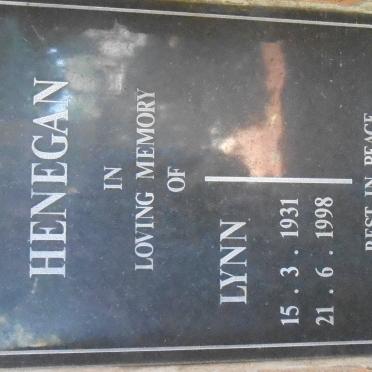 HENEGAN
IN
LOVING MEMORY
OF
LYNN
15 . 3 . 1931
21 . 6 . 1998
REST IN PEACE